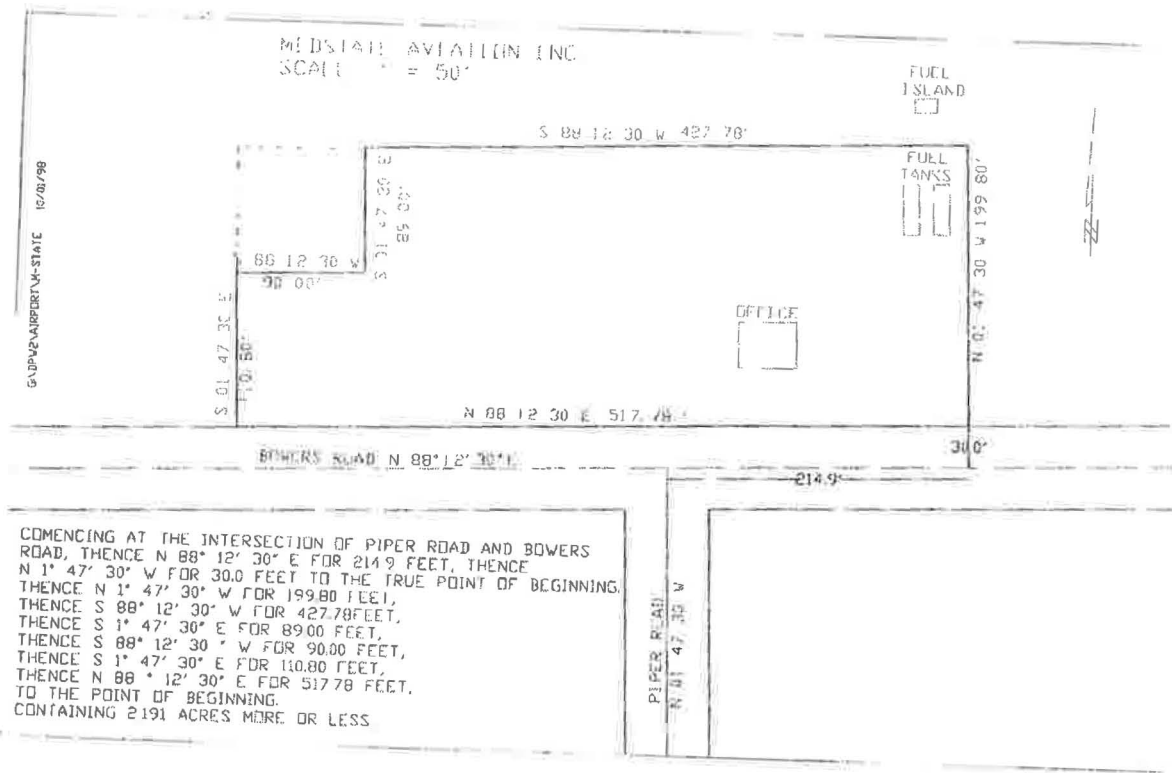 MEDSTATE AVIATION INC
= 50'
FUEL
ISLAND
S 88 12 30 W 427 78'
FUEL
TANKS
N 01 47 30 W 199 80'
S 01 47 30 E
89 00'
88 12 30 W
90 00'
S 01 47 30 E
110 80'
OFFICE
N 88 12 30 E 517.78
30.0'
BOWERS ROAD N 88°12' 30" E
214.9'
PIPER ROAD
N 01 47 30 W
G:\DPW2\AIRPORT\M-STATE
COMENCING AT THE INTERSECTION OF PIPER ROAD AND BOWERS
ROAD, THENCE N 88° 12' 30" E FOR 214.9 FEET, THENCE
N 1° 47' 30" W FOR 30.0 FEET TO THE TRUE POINT OF BEGINNING.
THENCE N 1° 47' 30" W FOR 199.80 FEET,
THENCE S 88° 12' 30" W FOR 427.78FEET,
THENCE S 1° 47' 30" E FOR 89.00 FEET,
THENCE S 88° 12' 30 " W FOR 90.00 FEET,
THENCE S 1° 47' 30" E FOR 110.80 FEET,
THENCE N 88 ° 12' 30" E FOR 517.78 FEET,
TO THE POINT OF BEGINNING.
CONTAINING 2.191 ACRES MORE OR LESS